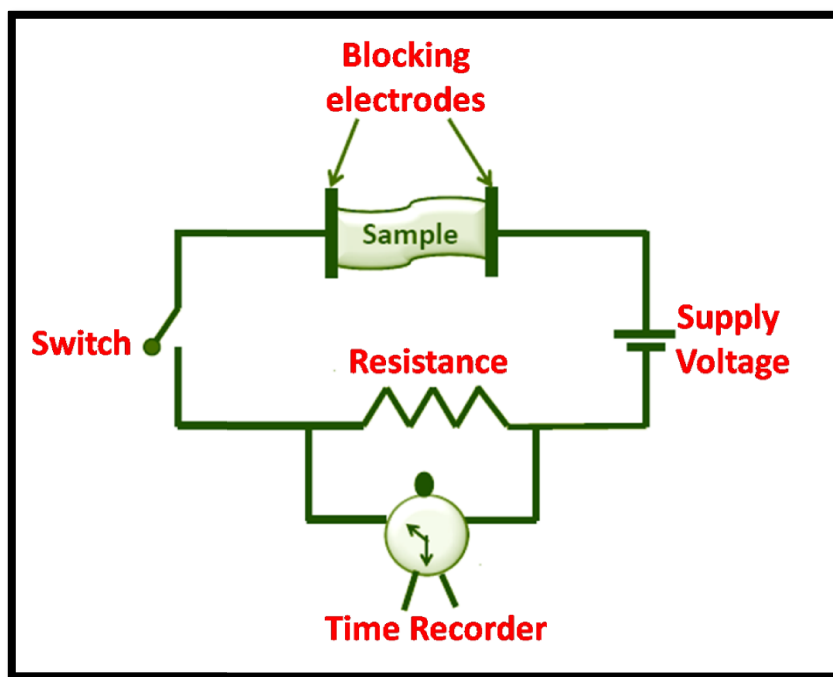 Blocking
electrodes
Sample
Switch
Resistance
Supply
Voltage
Time Recorder